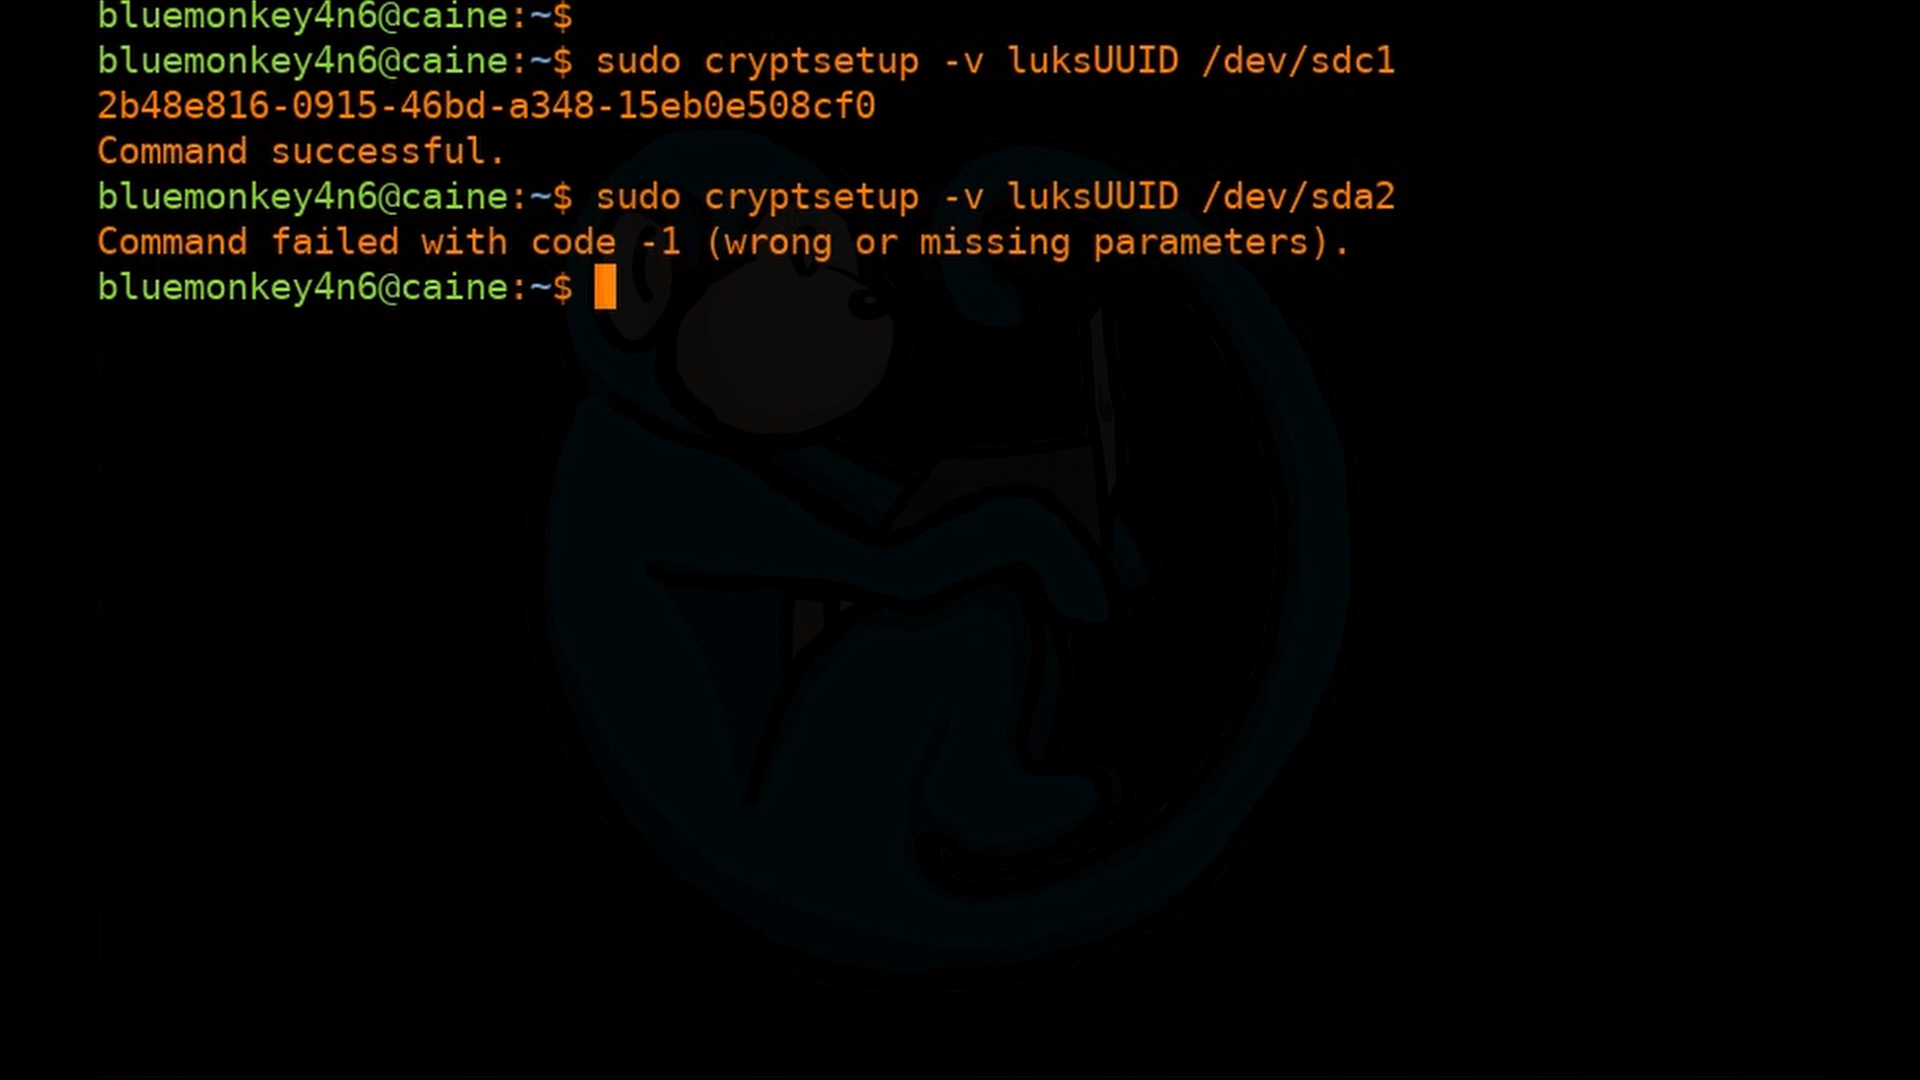 bluemonkey4n6@caine:~$
bluemonkey4n6@caine:~$ sudo cryptsetup -v luksUUID /dev/sdc1
2b48e816-0915-46bd-a348-15eb0e508cf0
Command successful.
bluemonkey4n6@caine:~$ sudo cryptsetup -v luksUUID /dev/sda2
Command failed with code -1 (wrong or missing parameters).
bluemonkey4n6@caine:~$